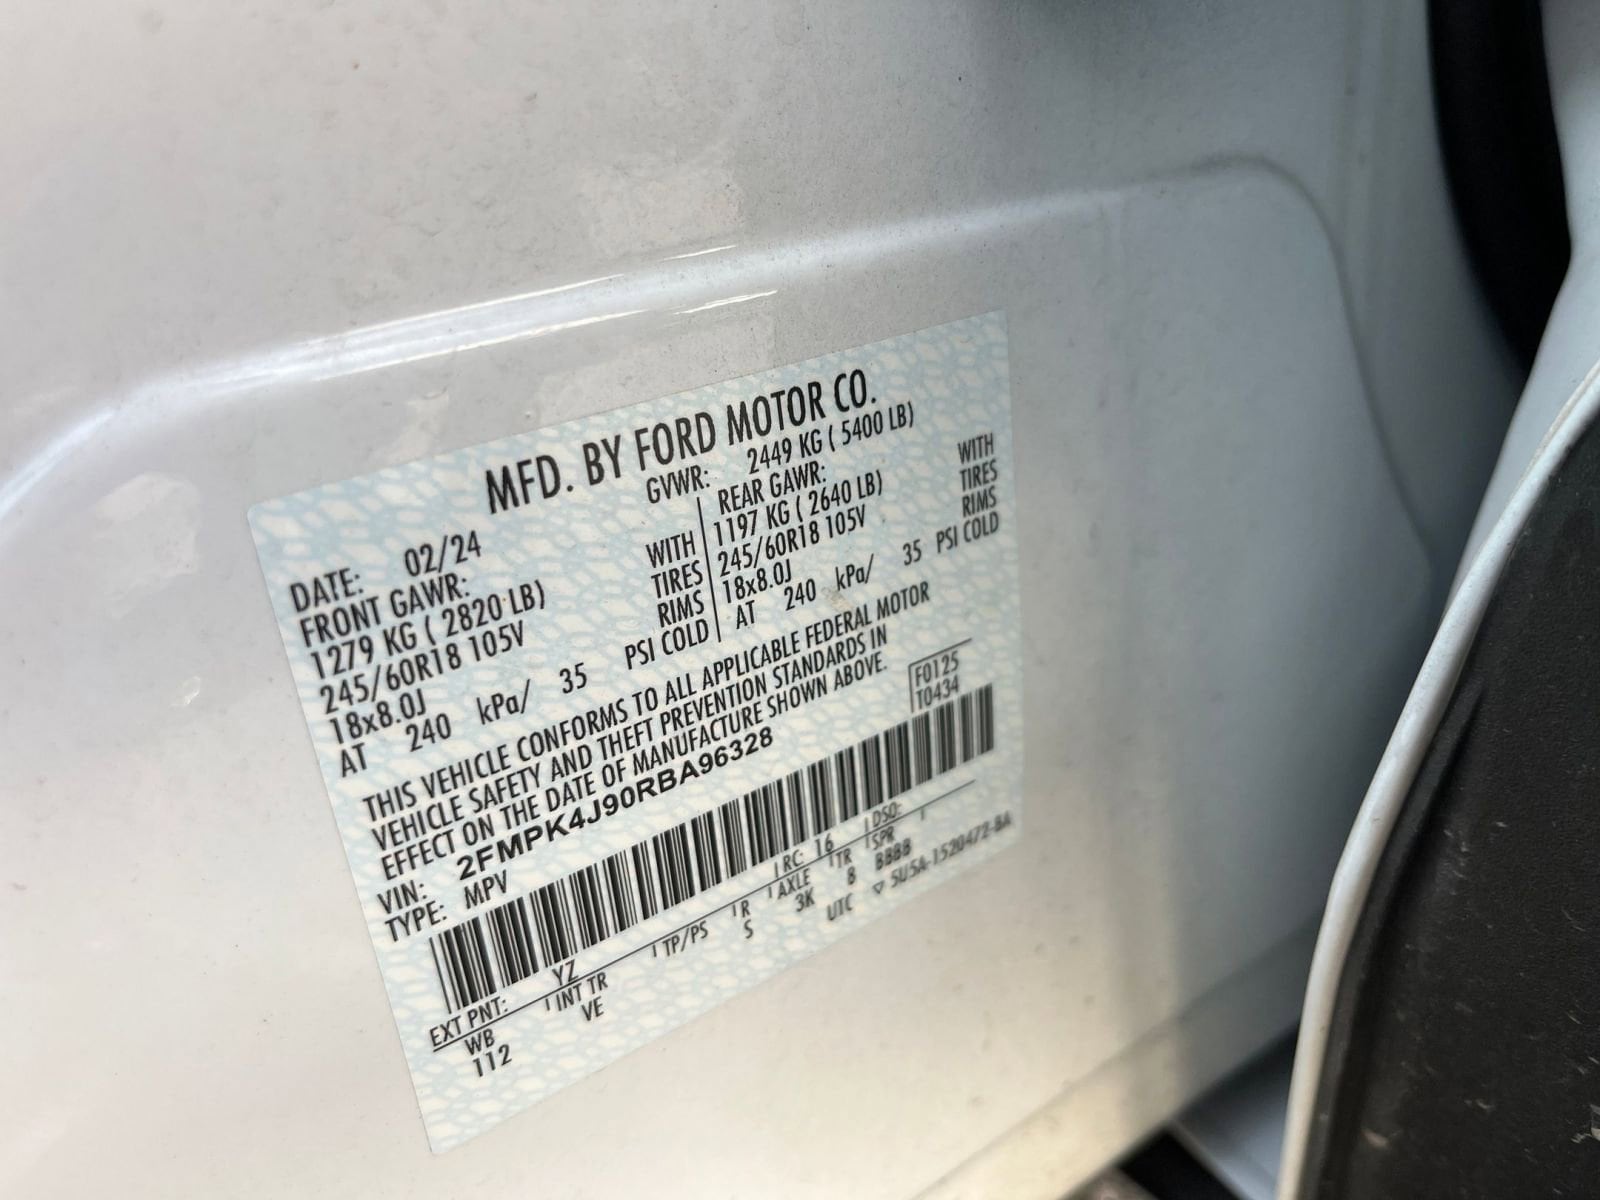 MFD. BY FORD MOTOR CO.
DATE: 02/24 GVWR: 2449 KG ( 5400 LB)
FRONT GAWR: REAR GAWR:
1279 KG ( 2820 LB) WITH 1197 KG ( 2640 LB) WITH
245/60R18 105V TIRES 245/60R18 105V TIRES
18x8.0J RIMS 18x8.0J RIMS
AT 240 kPa/ 35 PSI COLD AT 240 kPa/ 35 PSI COLD
THIS VEHICLE CONFORMS TO ALL APPLICABLE FEDERAL MOTOR
VEHICLE SAFETY AND THEFT PREVENTION STANDARDS IN
EFFECT ON THE DATE OF MANUFACTURE SHOWN ABOVE.
VIN: 2FMPK4J90RBA96328 F0125
TYPE: MPV T0434
EXT PNT: YZ RC: 16 DSO:
WB INT TR TP/PS R AXLE TR SPR
112 VE S 3K 8 BBBB
UTC ▽ 5U5A-1520472-BA